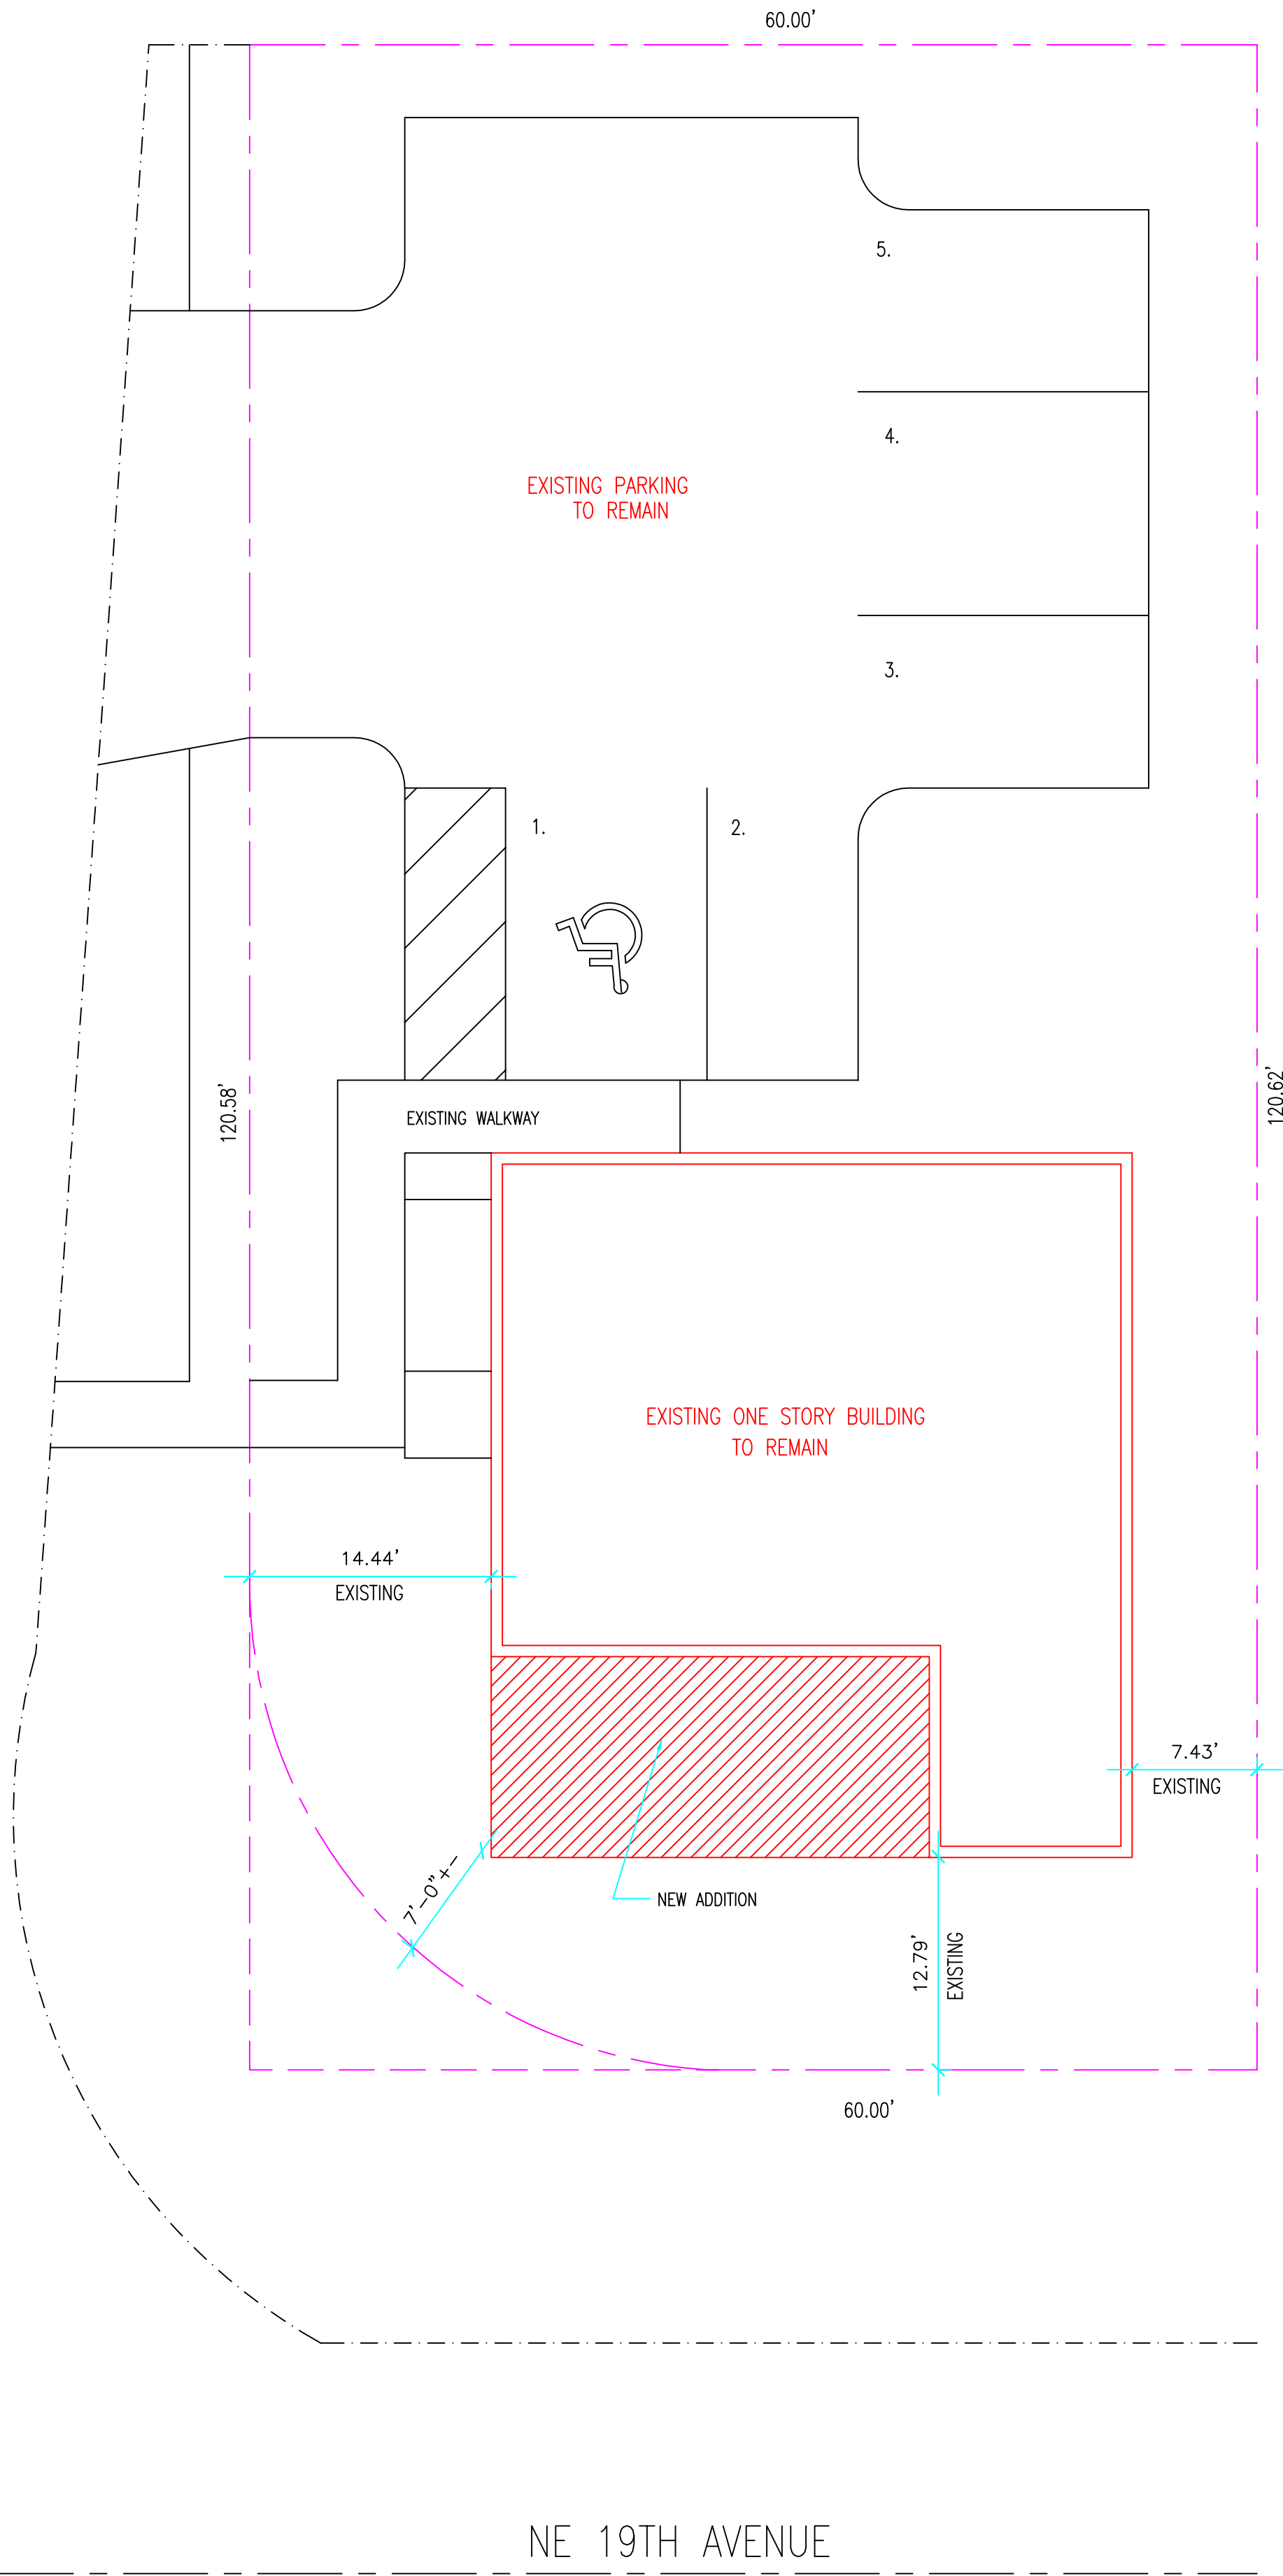 60.00'
5.
4.
EXISTING PARKING
TO REMAIN
3.
1.
2.
120.58'
120.62'
EXISTING WALKWAY
EXISTING ONE STORY BUILDING
TO REMAIN
14.44'
EXISTING
7.43'
EXISTING
7'-0"+-
NEW ADDITION
12.79'
EXISTING
60.00'
NE 19TH AVENUE